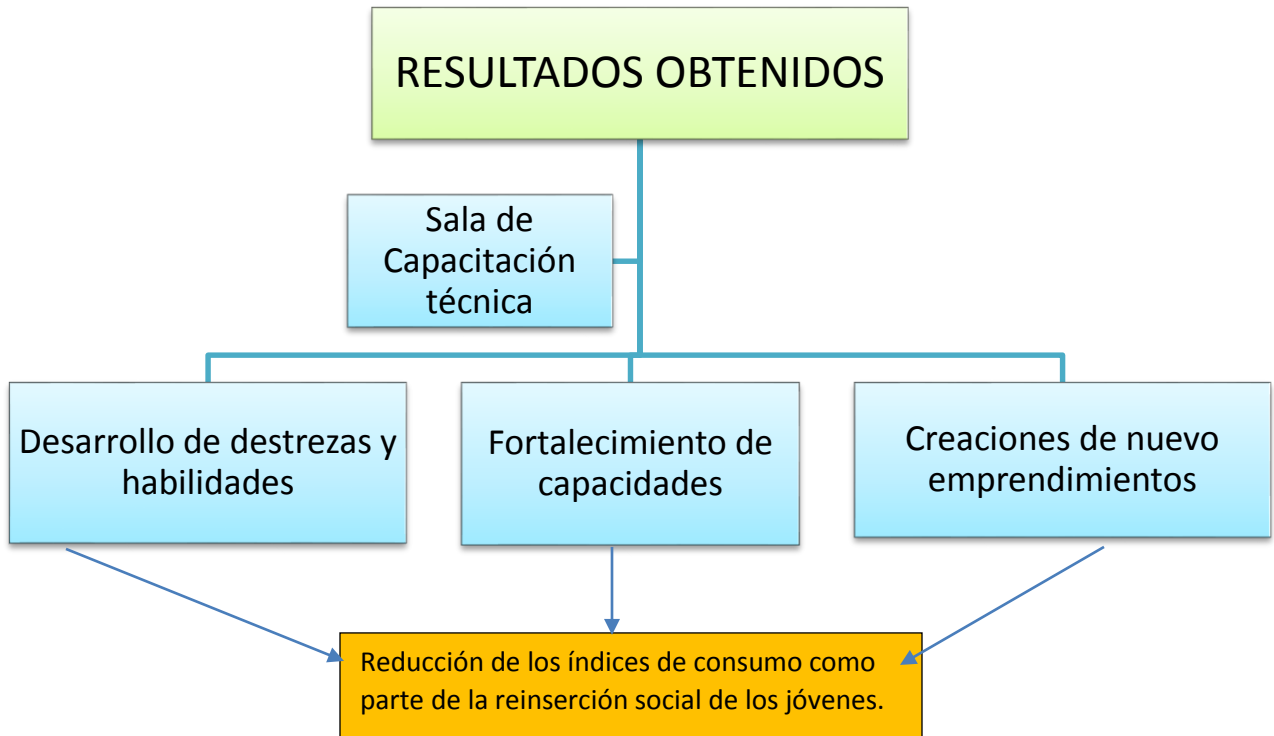 RESULTADOS OBTENIDOS
Sala de
Capacitación
técnica
Desarrollo de destrezas y
habilidades
Fortalecimiento de
capacidades
Creaciones de nuevo
emprendimientos
Reducción de los índices de consumo como
parte de la reinserción social de los jóvenes.